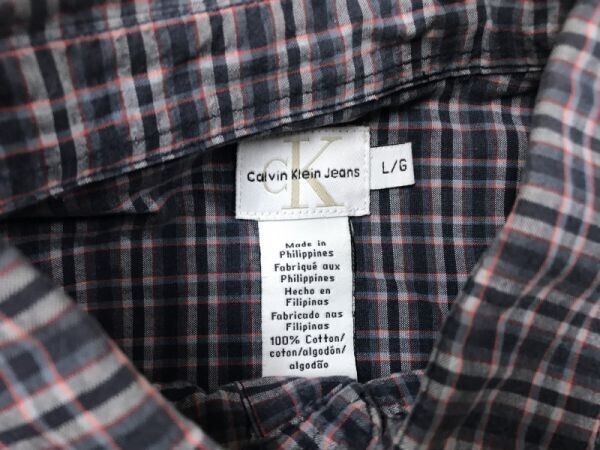 cK
Calvin Klein Jeans
L/G
Made in
Philippines
Fabriqué aux
Philippines
Hecho en
Filipinas
Fabricado nas
Filipinas
100% Cotton/
coton/algodón/
algodão